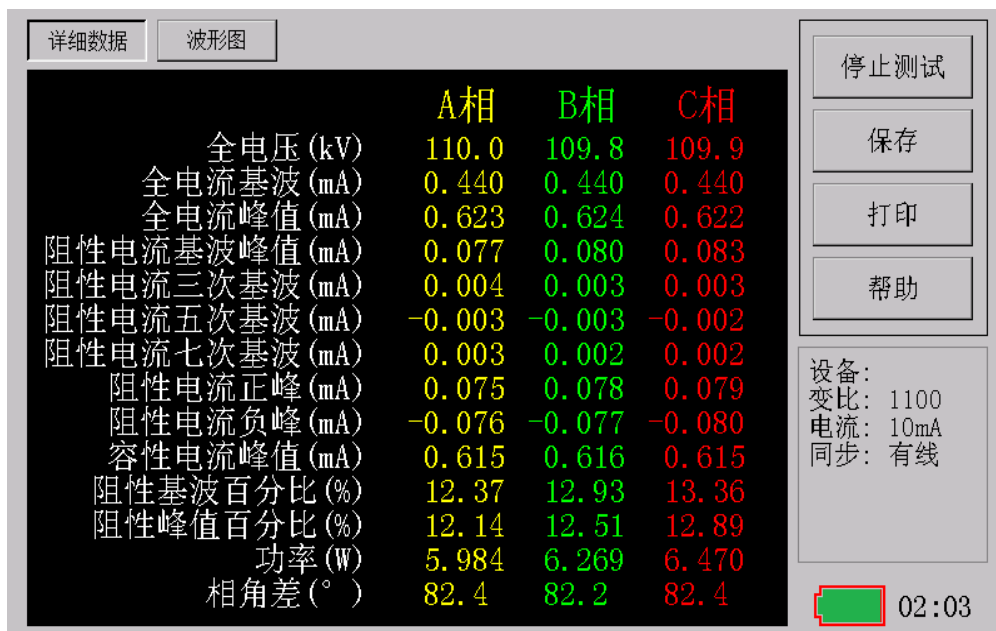 详细数据 波形图
A相 B相 C相
全电压(kV) 110.0 109.8 109.9
全电流基波(mA) 0.440 0.440 0.440
全电流峰值(mA) 0.623 0.624 0.622
阻性电流基波峰值(mA) 0.077 0.080 0.083
阻性电流三次基波(mA) 0.004 0.003 0.003
阻性电流五次基波(mA) -0.003 -0.003 -0.002
阻性电流七次基波(mA) 0.003 0.002 0.002
阻性电流正峰(mA) 0.075 0.078 0.079
阻性电流负峰(mA) -0.076 -0.077 -0.080
容性电流峰值(mA) 0.615 0.616 0.615
阻性基波百分比(%) 12.37 12.93 13.36
阻性峰值百分比(%) 12.14 12.51 12.89
功率(W) 5.984 6.269 6.470
相角差(° ) 82.4 82.2 82.4
停止测试
保存
打印
帮助
设备:
变比: 1100
电流: 10mA
同步: 有线
02:03